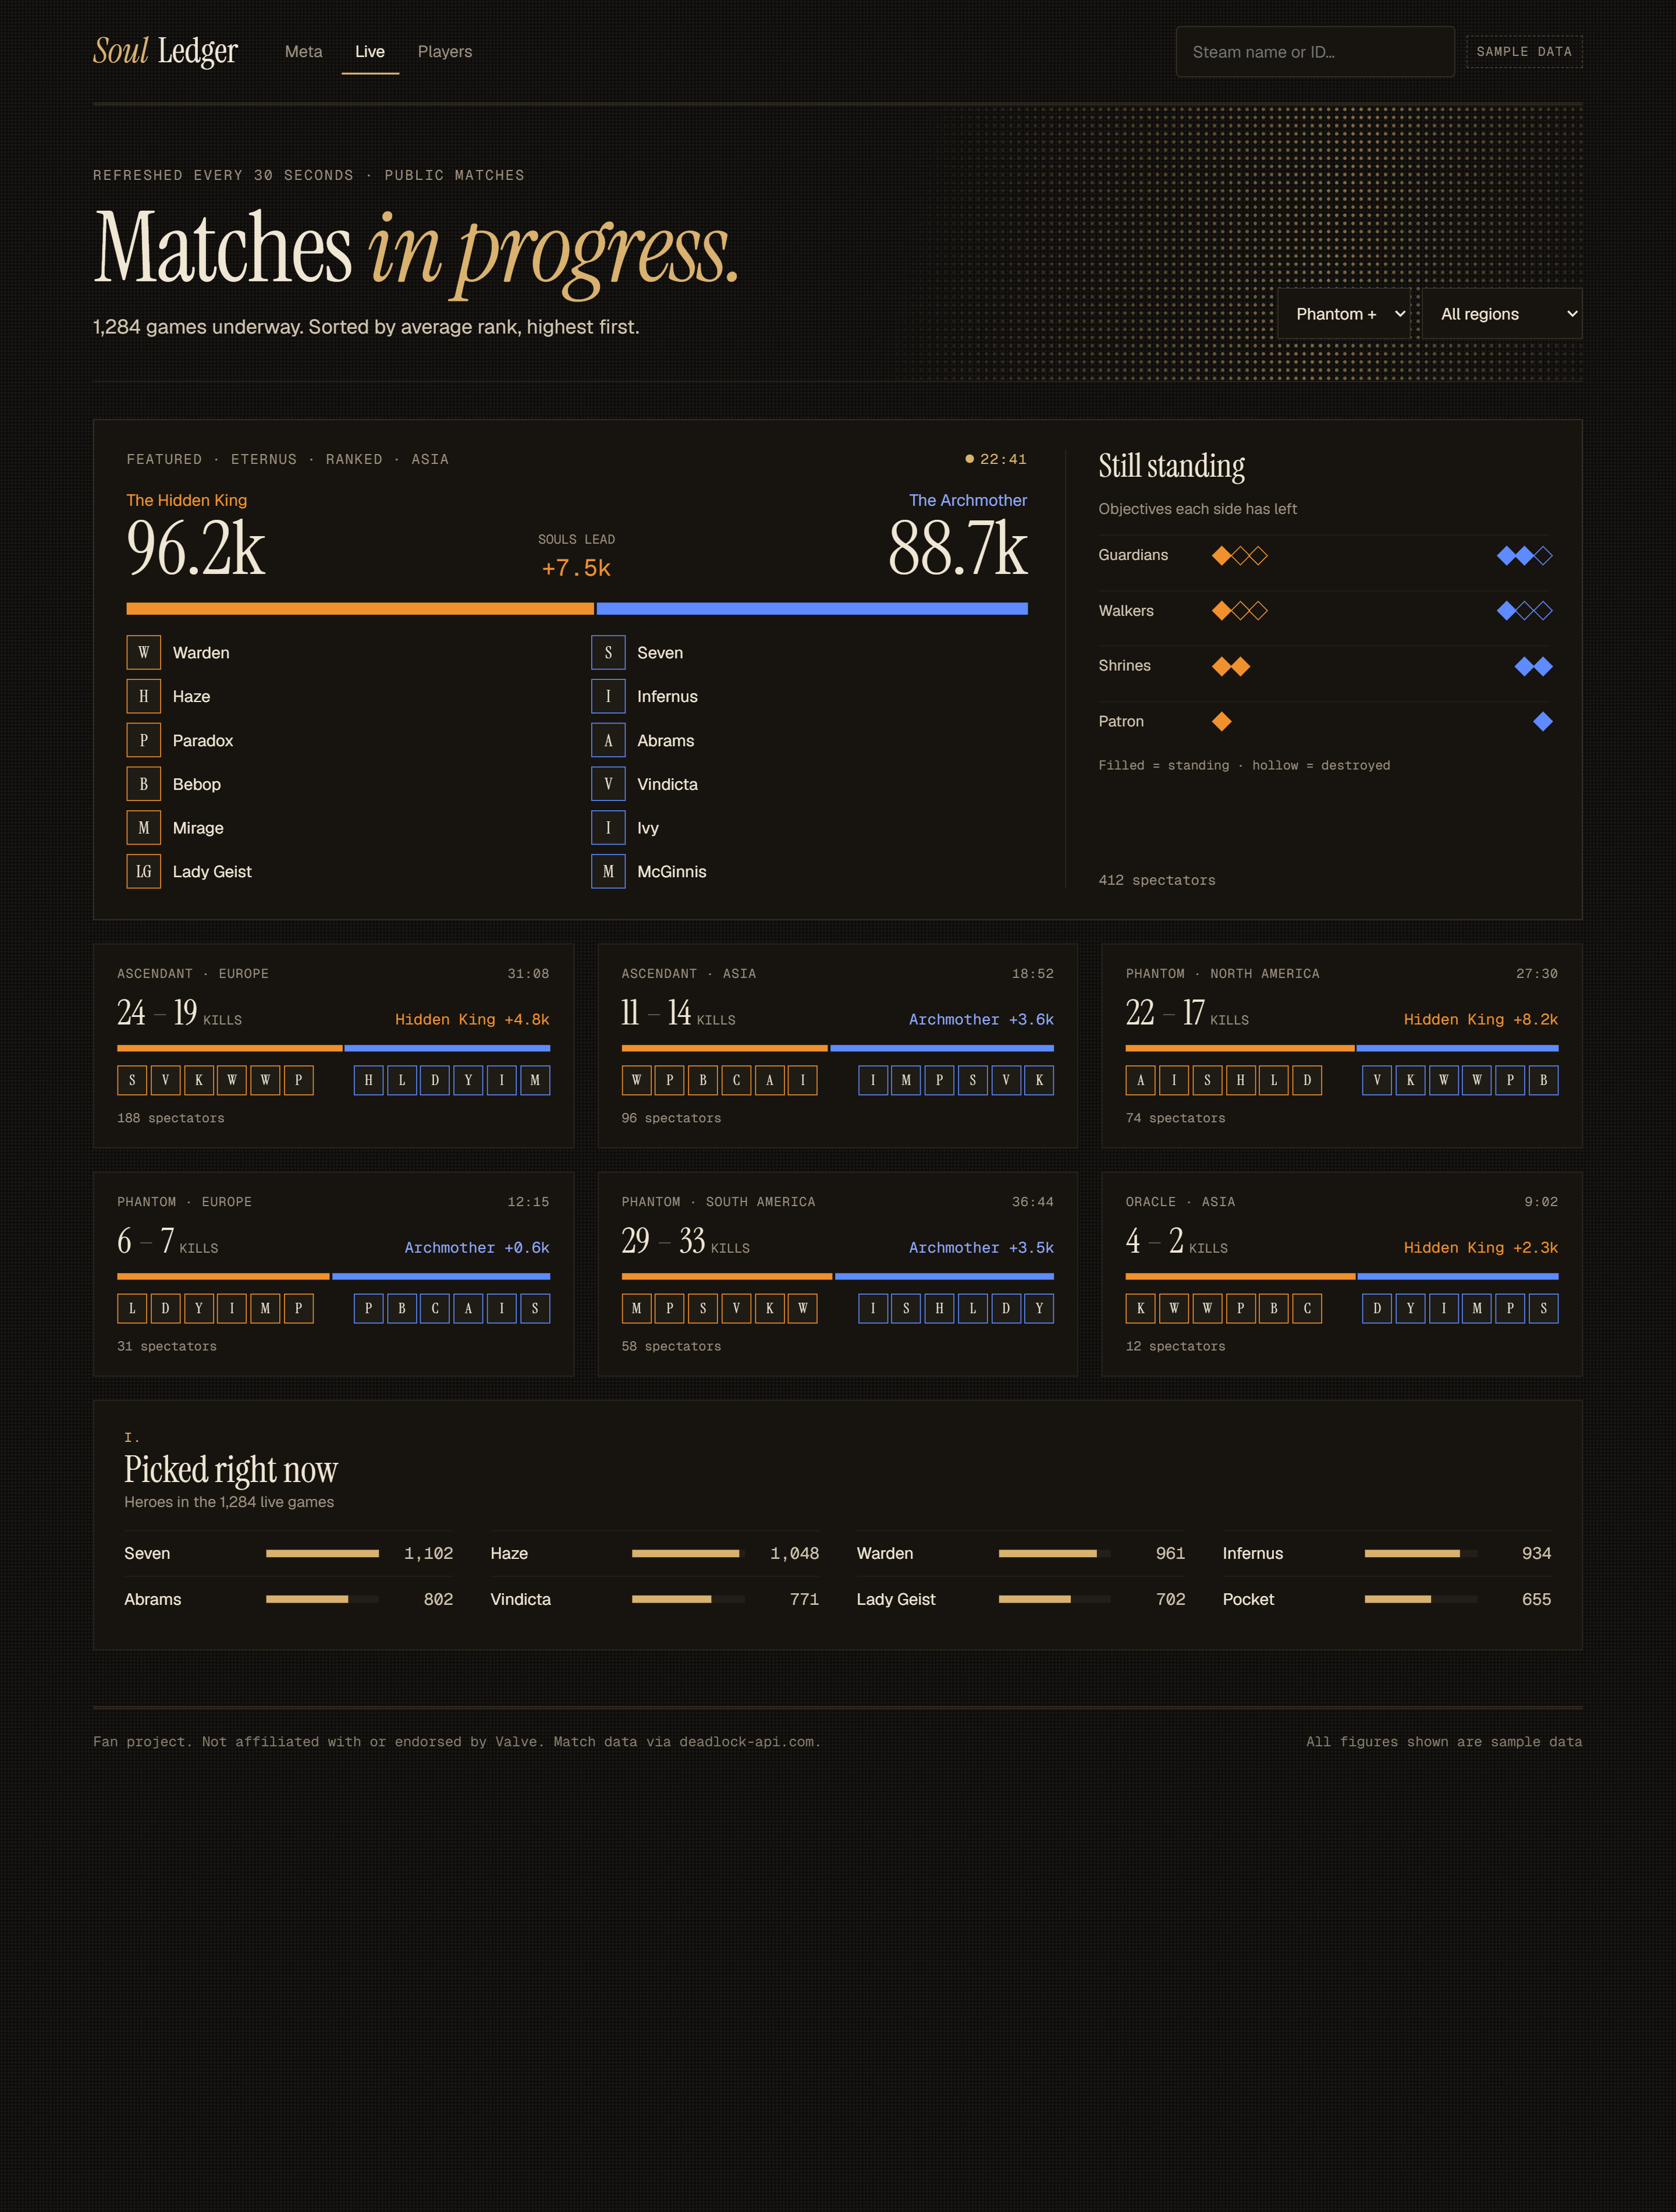 Soul Ledger Meta Live Players Steam name or ID... SAMPLE DATA
REFRESHED EVERY 30 SECONDS · PUBLIC MATCHES
Matches in progress.
1,284 games underway. Sorted by average rank, highest first.
Phantom + All regions
FEATURED · ETERNUS · RANKED · ASIA 22:41
The Hidden King The Archmother
96.2k SOULS LEAD +7.5k 88.7k
W Warden S Seven
H Haze I Infernus
P Paradox A Abrams
B Bebop V Vindicta
M Mirage I Ivy
LG Lady Geist M McGinnis
Still standing
Objectives each side has left
Guardians
Walkers
Shrines
Patron
Filled = standing · hollow = destroyed
412 spectators
ASCENDANT · EUROPE 31:08
24 – 19 KILLS Hidden King +4.8k
S V K W W P H L D Y I M
188 spectators
ASCENDANT · ASIA 18:52
11 – 14 KILLS Archmother +3.6k
W P B C A I I M P S V K
96 spectators
PHANTOM · NORTH AMERICA 27:30
22 – 17 KILLS Hidden King +8.2k
A I S H L D V K W W P B
74 spectators
PHANTOM · EUROPE 12:15
6 – 7 KILLS Archmother +0.6k
L D Y I M P P B C A I S
31 spectators
PHANTOM · SOUTH AMERICA 36:44
29 – 33 KILLS Archmother +3.5k
M P S V K W I S H L D Y
58 spectators
ORACLE · ASIA 9:02
4 – 2 KILLS Hidden King +2.3k
K W W P B C D Y I M P S
12 spectators
I.
Picked right now
Heroes in the 1,284 live games
Seven 1,102 Haze 1,048 Warden 961 Infernus 934
Abrams 802 Vindicta 771 Lady Geist 702 Pocket 655
Fan project. Not affiliated with or endorsed by Valve. Match data via deadlock-api.com. All figures shown are sample data